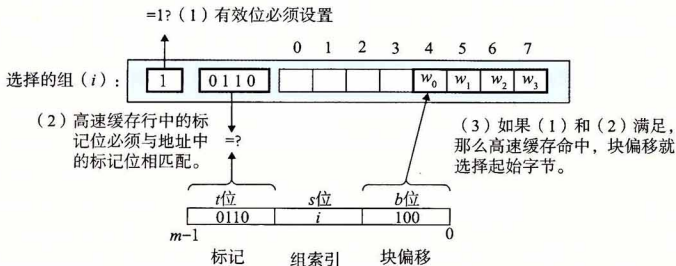 =1?（1）有效位必须设置
0 1 2 3 4 5 6 7
选择的组（i）：
1 0110 w₀ w₁ w₂ w₃
（2）高速缓存行中的标
记位必须与地址中
的标记位相匹配。
=?
（3）如果（1）和（2）满足，
那么高速缓存命中，块偏移就
选择起始字节。
t位 s位 b位
0110 i 100
m−1 0
标记 组索引 块偏移